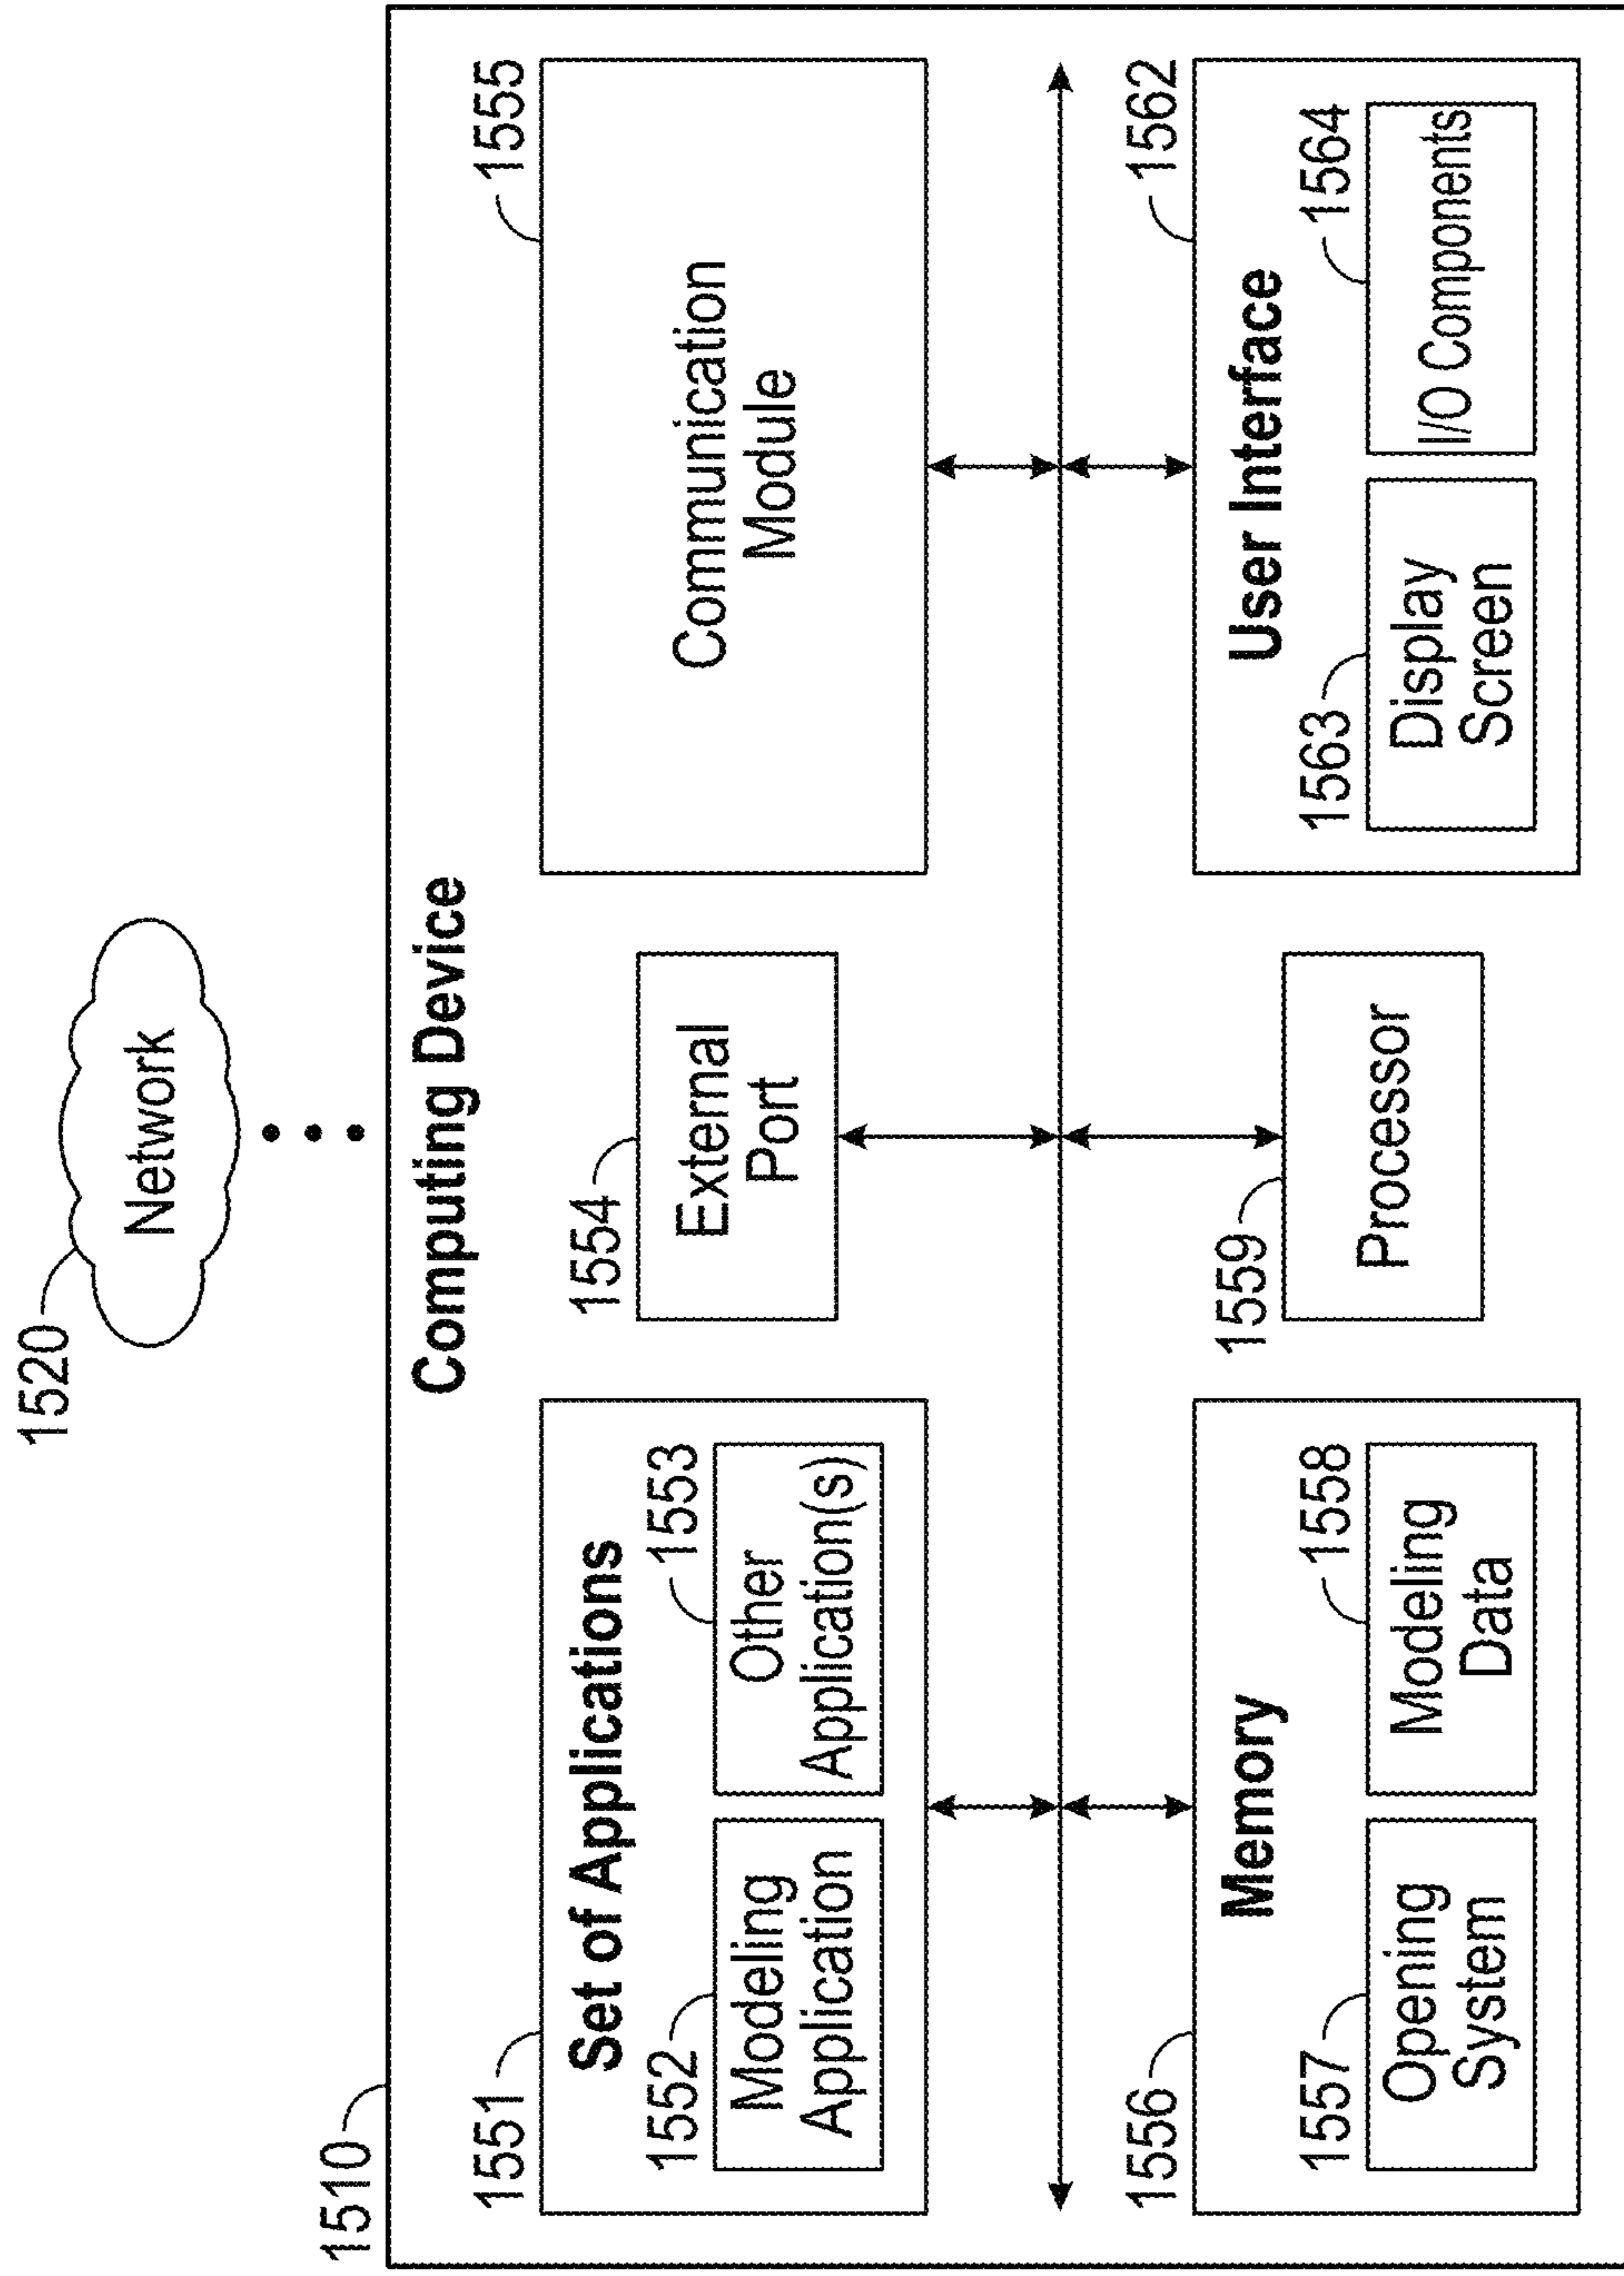 1520
Network
1510
Computing Device
1551
Set of Applications
1552
Modeling
Application
1553
Other
Application(s)
1554
External
Port
1555
Communication
Module
1556
Memory
1557
Opening
System
1558
Modeling
Data
1559
Processor
1562
User Interface
1563
Display
Screen
1564
I/O Components